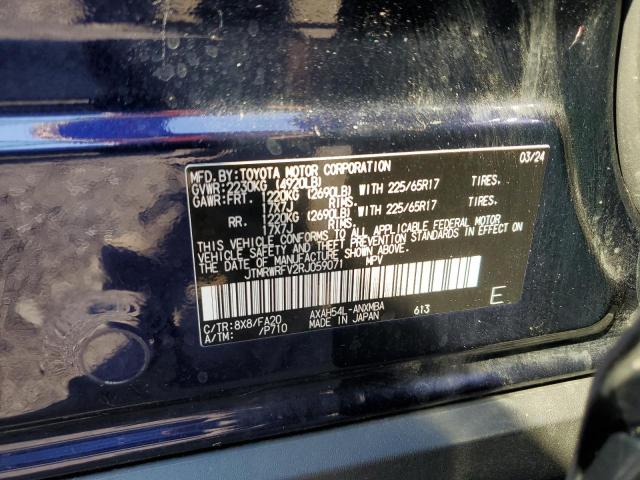 MFD.BY:TOYOTA MOTOR CORPORATION 03/24
GVWR:2230KG (4920LB)
GAWR:FRT. 1220KG (2690LB) WITH 225/65R17 TIRES,
17X7J RIMS.
RR. 1220KG (2690LB) WITH 225/65R17 TIRES,
17X7J RIMS.
THIS VEHICLE CONFORMS TO ALL APPLICABLE FEDERAL MOTOR
VEHICLE SAFETY AND THEFT PREVENTION STANDARDS IN EFFECT ON
THE DATE OF MANUFACTURE SHOWN ABOVE.
JTMRWRFV2RJ059071 MPV
C/TR:8X8/FA20 AXAH54L-ANXMBA 613 E
A/TM: /P710 MADE IN JAPAN